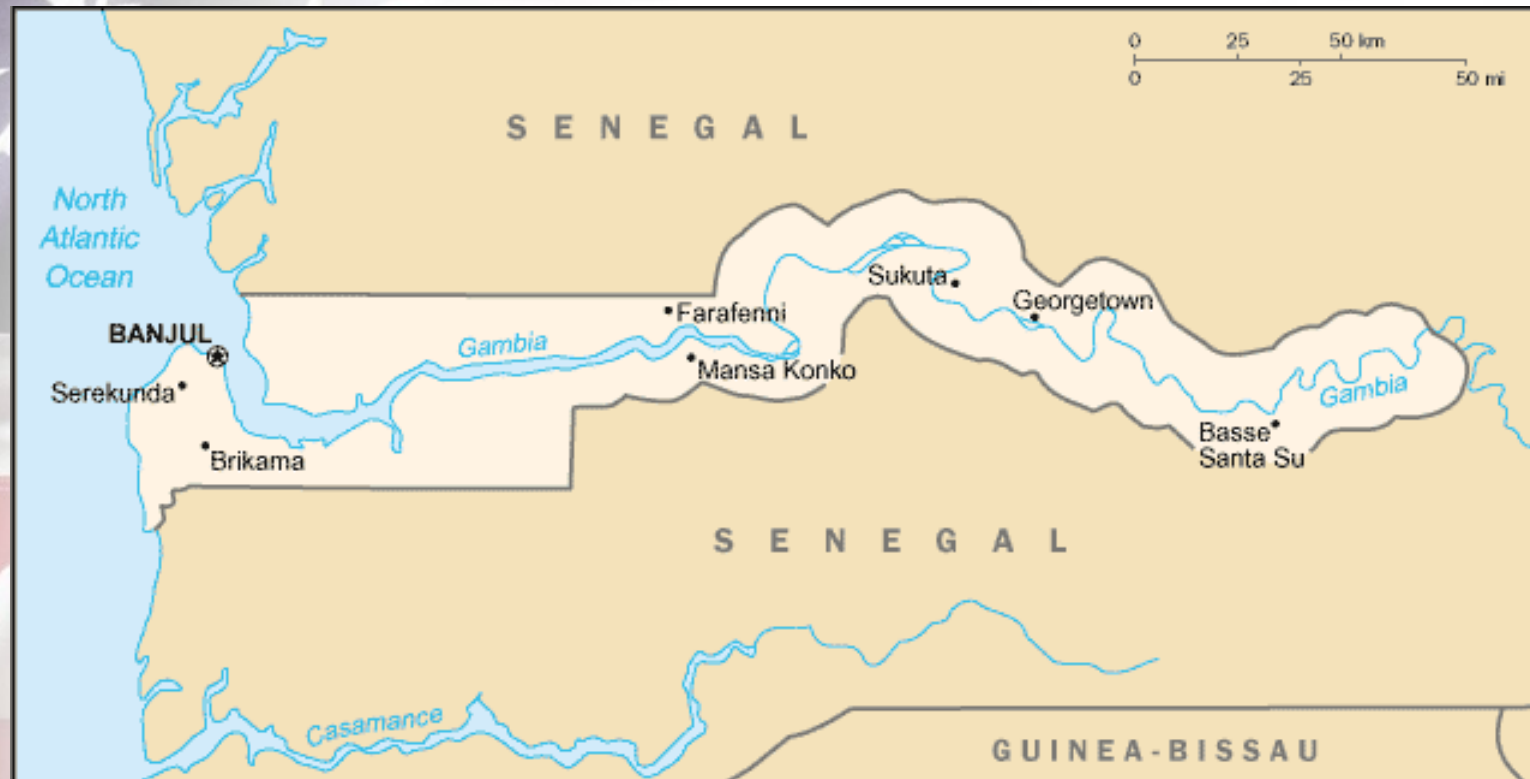 0 25 50 km
0 25 50 mi
SENEGAL
North
Atlantic
Ocean
Sukuta
Georgetown
Farafenni
BANJUL
Gambia
Mansa Konko
Serekunda
Gambia
Basse
Santa Su
Brikama
SENEGAL
Casamance
GUINEA-BISSAU